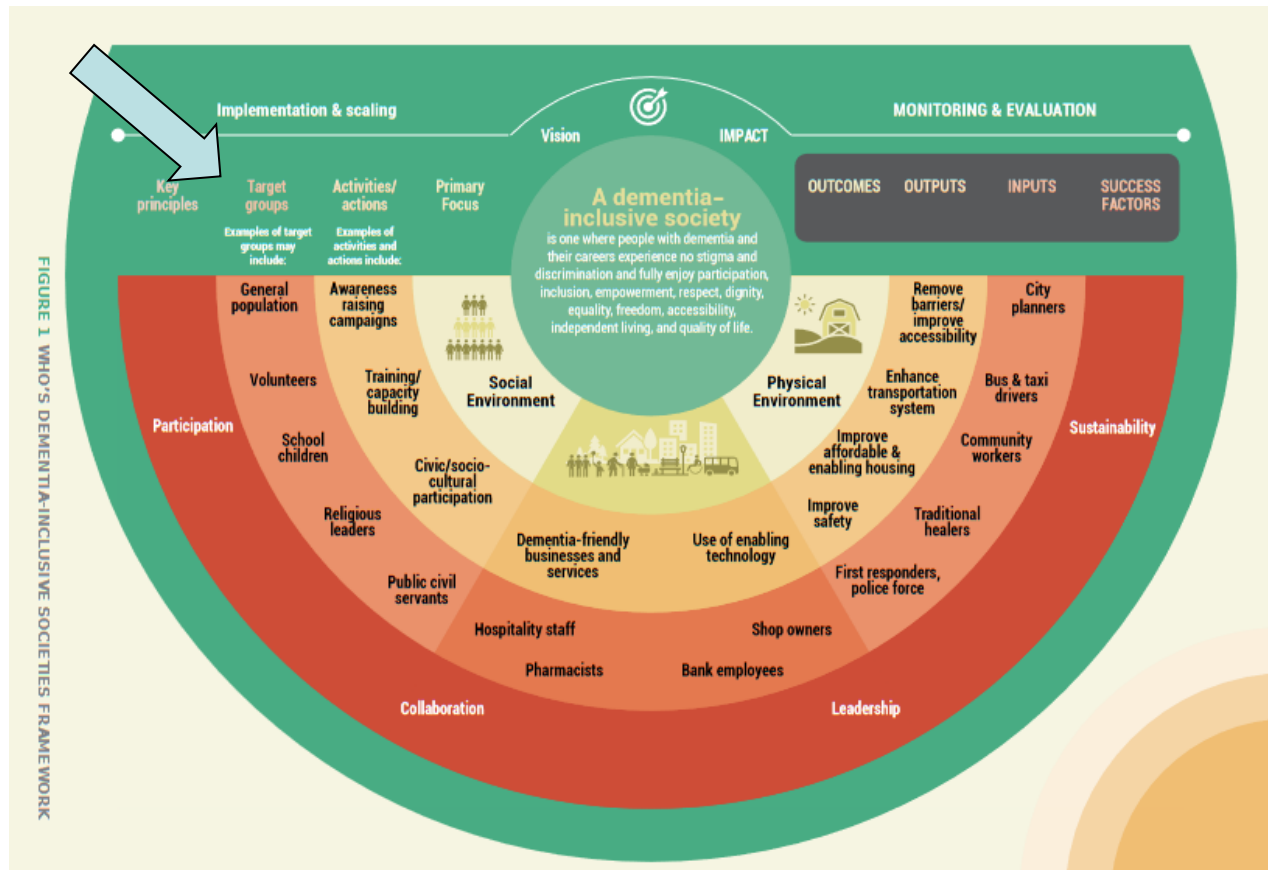 Implementation & scaling
Vision
IMPACT
MONITORING & EVALUATION
Key
principles
Target
groups
Examples of target
groups may
include:
Activities/
actions
Examples of
activities and
actions include:
Primary
Focus
A dementia-
inclusive society
is one where people with dementia and
their careers experience no stigma and
discrimination and fully enjoy participation,
inclusion, empowerment, respect, dignity,
equality, freedom, accessibility,
independent living, and quality of life.
OUTCOMES
OUTPUTS
INPUTS
SUCCESS
FACTORS
General
population
Volunteers
School
children
Religious
leaders
Public civil
servants
Awareness
raising
campaigns
Training/
capacity
building
Civic/socio-
cultural
participation
Social
Environment
Physical
Environment
Remove
barriers/
improve
accessibility
Enhance
transportation
system
Improve
affordable &
enabling housing
Improve
safety
City
planners
Bus & taxi
drivers
Community
workers
Traditional
healers
First responders,
police force
Dementia-friendly
businesses and
services
Use of enabling
technology
Hospitality staff
Shop owners
Pharmacists
Bank employees
Participation
Collaboration
Leadership
Sustainability
FIGURE 1 WHO'S DEMENTIA-INCLUSIVE SOCIETIES FRAMEWORK